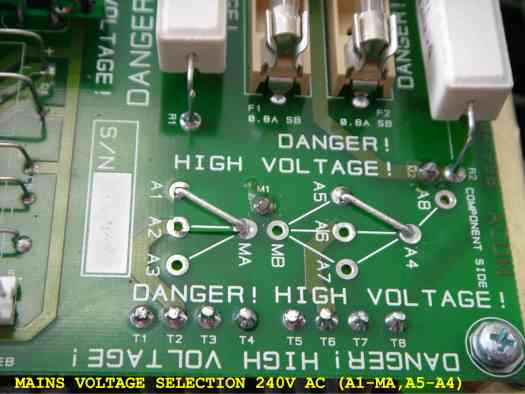 VOLTAGE!
DANGER!
GE!
DANGER!
F1
0.8A SB
F2
0.8A SB
R1
DANGER!
HIGH VOLTAGE!
R2
S/N
A1
A2
A3
MA
M1
MB
A5
A6
A7
A4
A8
COMPONENT SIDE
DANGER! HIGH VOLTAGE!
T1 T2 T3 T4 T5 T6 T7 T8
DANGER! HIGH VOLTAGE!
EB
MAINS VOLTAGE SELECTION 240V AC (A1-MA,A5-A4)